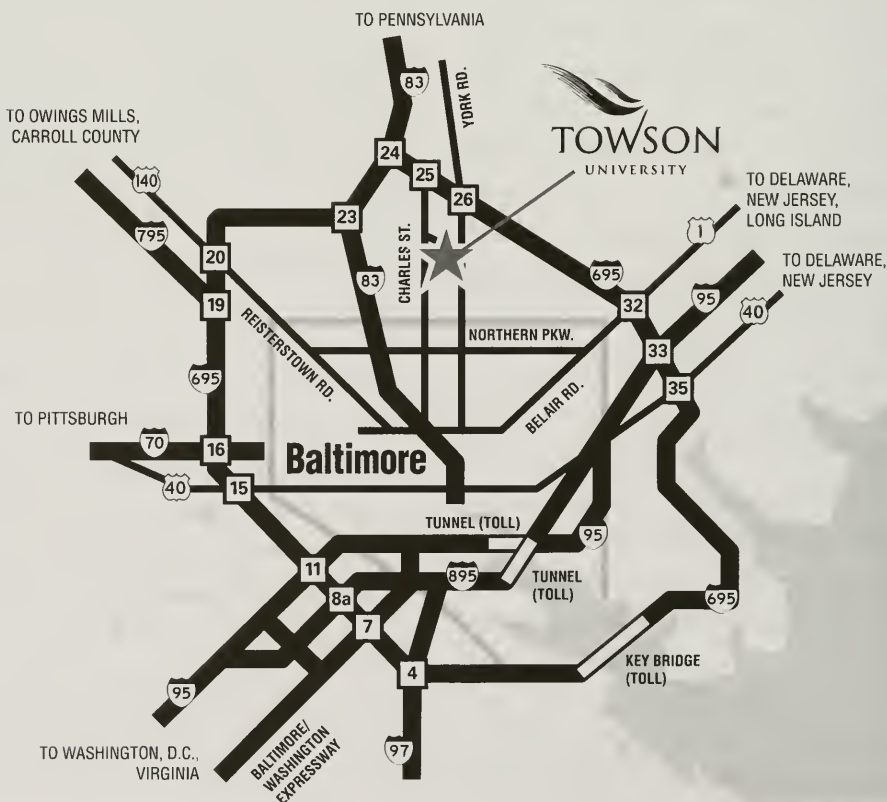 TO PENNSYLVANIA
83
YORK RD.
TOWSON
UNIVERSITY
TO OWINGS MILLS,
CARROLL COUNTY
140
795
24
25
26
23
20
19
CHARLES ST.
83
TO DELAWARE,
NEW JERSEY,
LONG ISLAND
1
TO DELAWARE,
NEW JERSEY
695
95
40
32
33
35
REISTERSTOWN RD.
NORTHERN PKW.
BELAIR RD.
695
TO PITTSBURGH
70
16
40
15
Baltimore
TUNNEL (TOLL)
95
TUNNEL
(TOLL)
11
8a
895
7
695
4
KEY BRIDGE
(TOLL)
95
97
TO WASHINGTON, D.C.,
VIRGINIA
BALTIMORE/
WASHINGTON
EXPRESSWAY